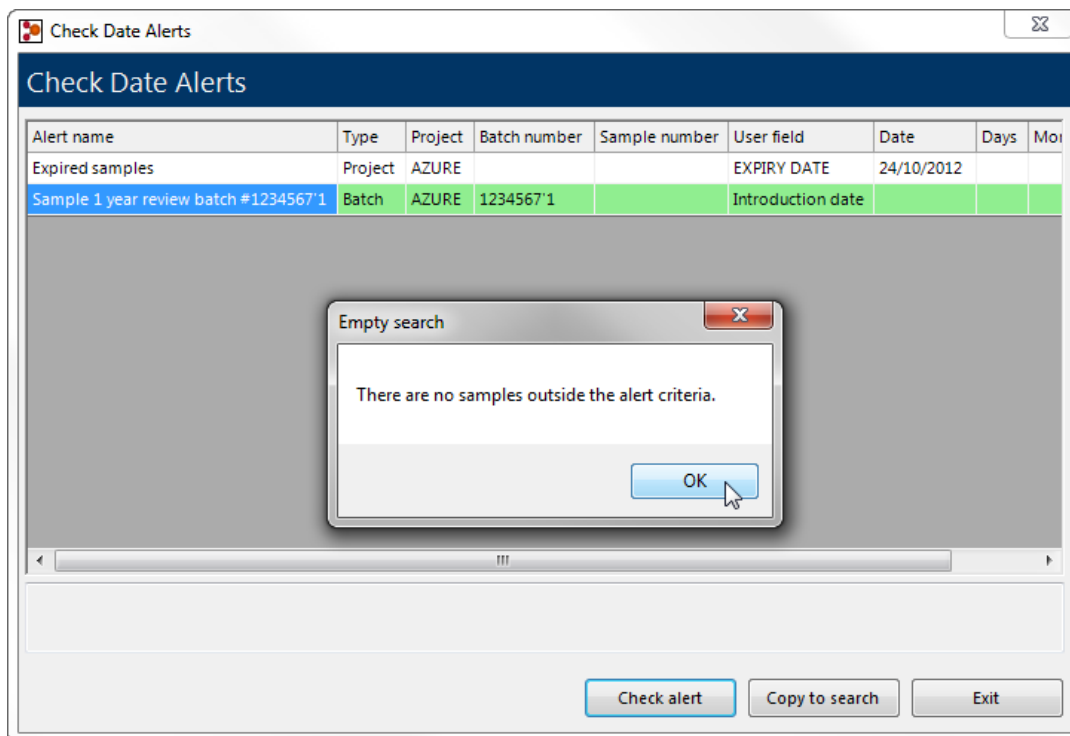 Check Date Alerts
Check Date Alerts
Alert name Type Project Batch number Sample number User field Date Days Mor
Expired samples Project AZURE EXPIRY DATE 24/10/2012
Sample 1 year review batch #1234567'1 Batch AZURE 1234567'1 Introduction date
Empty search
There are no samples outside the alert criteria.
OK
Check alert Copy to search Exit